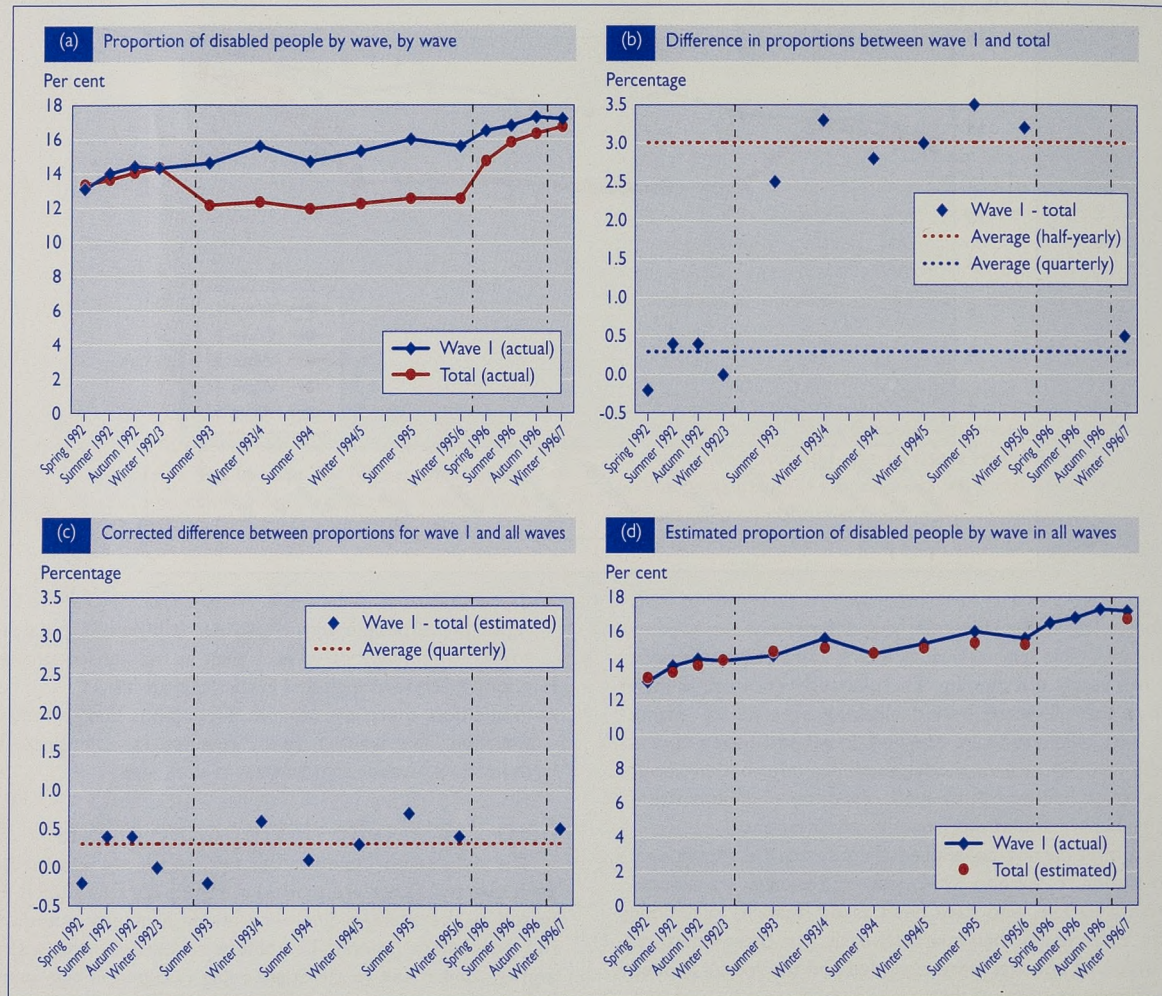 (a) Proportion of disabled people by wave, by wave
Per cent
18
16
14
12
10
8
6
4
2
0
Wave 1 (actual)
Total (actual)
Spring 1992
Summer 1992
Autumn 1992
Winter 1992/3
Summer 1993
Winter 1993/4
Summer 1994
Winter 1994/5
Summer 1995
Winter 1995/6
Spring 1996
Summer 1996
Autumn 1996
Winter 1996/7
(b) Difference in proportions between wave 1 and total
Percentage
3.5
3.0
2.5
2.0
1.5
1.0
0.5
0.0
-0.5
Wave 1 - total
Average (half-yearly)
Average (quarterly)
Spring 1992
Summer 1992
Autumn 1992
Winter 1992/3
Summer 1993
Winter 1993/4
Summer 1994
Winter 1994/5
Summer 1995
Winter 1995/6
Spring 1996
Summer 1996
Autumn 1996
Winter 1996/7
(c) Corrected difference between proportions for wave 1 and all waves
Percentage
3.5
3.0
2.5
2.0
1.5
1.0
0.5
0.0
-0.5
Wave 1 - total (estimated)
Average (quarterly)
Spring 1992
Summer 1992
Autumn 1992
Winter 1992/3
Summer 1993
Winter 1993/4
Summer 1994
Winter 1994/5
Summer 1995
Winter 1995/6
Spring 1996
Summer 1996
Autumn 1996
Winter 1996/7
(d) Estimated proportion of disabled people by wave in all waves
Per cent
18
16
14
12
10
8
6
4
2
0
Wave 1 (actual)
Total (estimated)
Spring 1992
Summer 1992
Autumn 1992
Winter 1992/3
Summer 1993
Winter 1993/4
Summer 1994
Winter 1994/5
Summer 1995
Winter 1995/6
Spring 1996
Summer 1996
Autumn 1996
Winter 1996/7